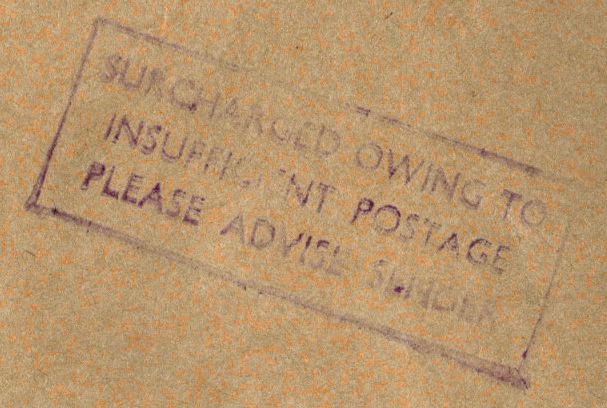 SURCHARGED OWING TO
INSUFFICIENT POSTAGE
PLEASE ADVISE SENDER